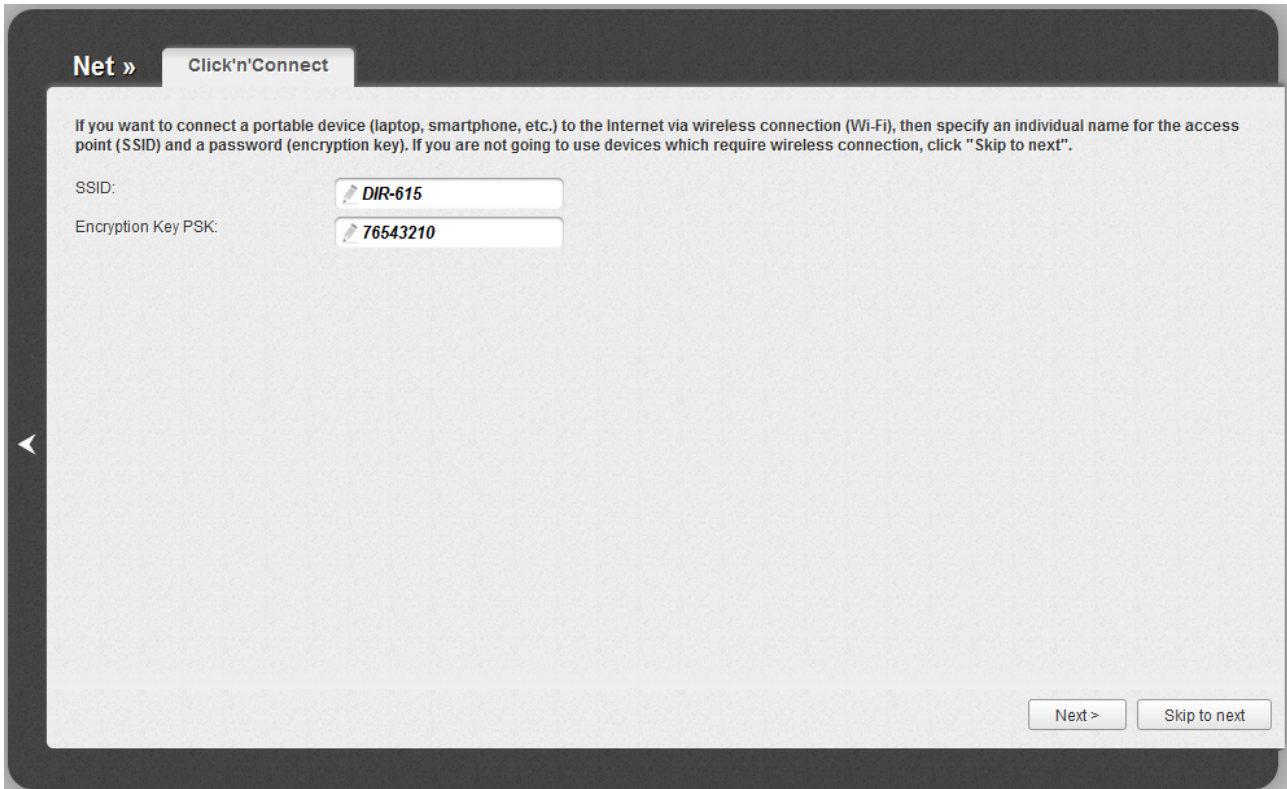 Net »
Click'n'Connect
If you want to connect a portable device (laptop, smartphone, etc.) to the Internet via wireless connection (Wi-Fi), then specify an individual name for the access
point (SSID) and a password (encryption key). If you are not going to use devices which require wireless connection, click "Skip to next".
SSID:
DIR-615
Encryption Key PSK:
76543210
Next >
Skip to next